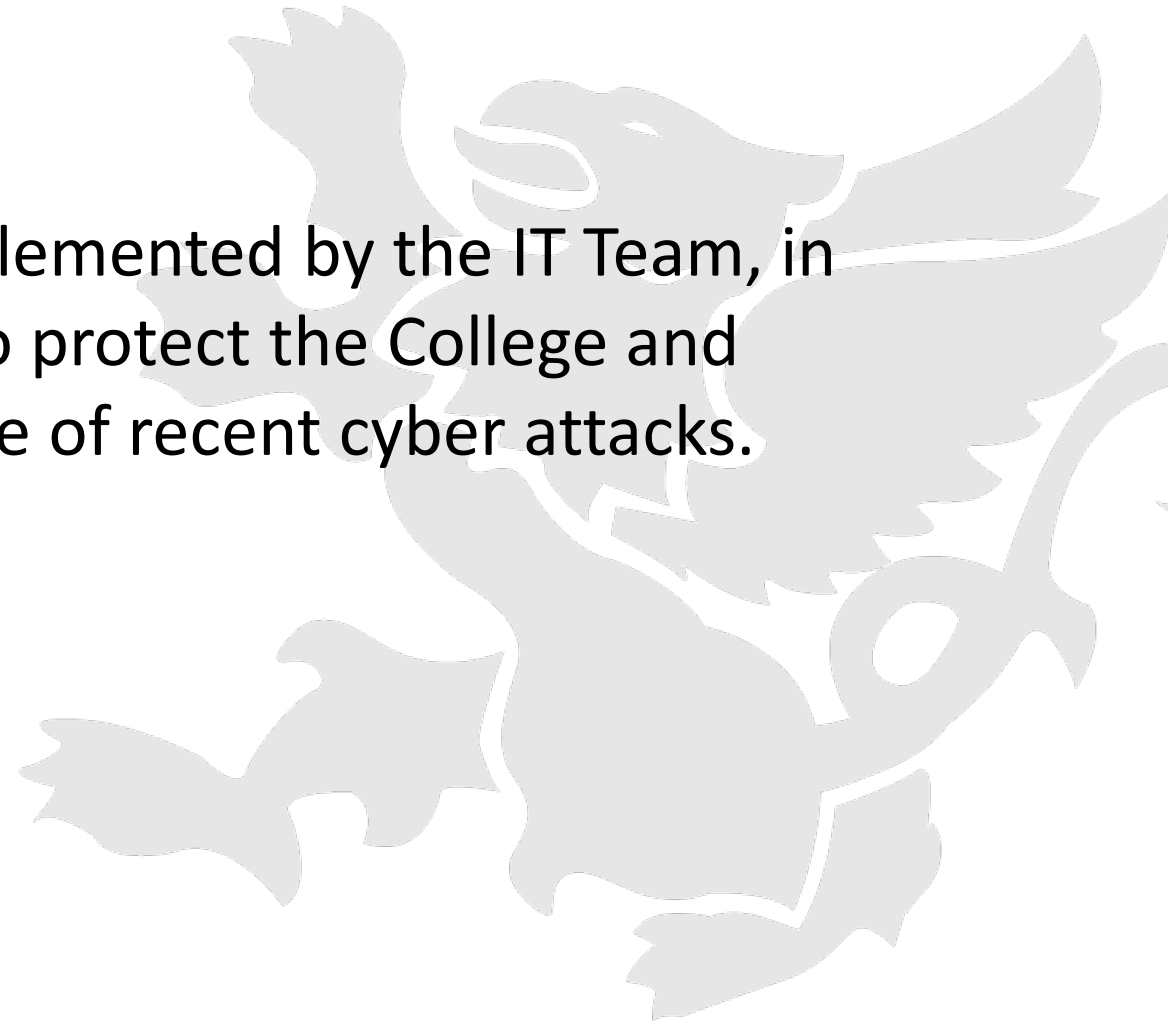 lemented by the IT Team, in
protect the College and
e of recent cyber attacks.